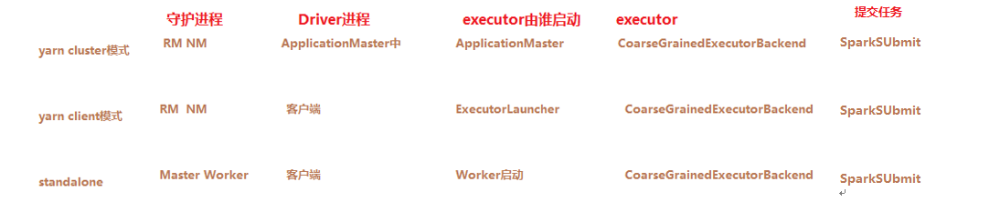 守护进程 Driver进程 executor由谁启动 executor 提交任务
yarn cluster模式 RM NM ApplicationMaster中 ApplicationMaster CoarseGrainedExecutorBackend SparkSUbmit
yarn client模式 RM NM 客户端 ExecutorLauncher CoarseGrainedExecutorBackend SparkSUbmit
standalone Master Worker 客户端 Worker启动 CoarseGrainedExecutorBackend SparkSUbmit